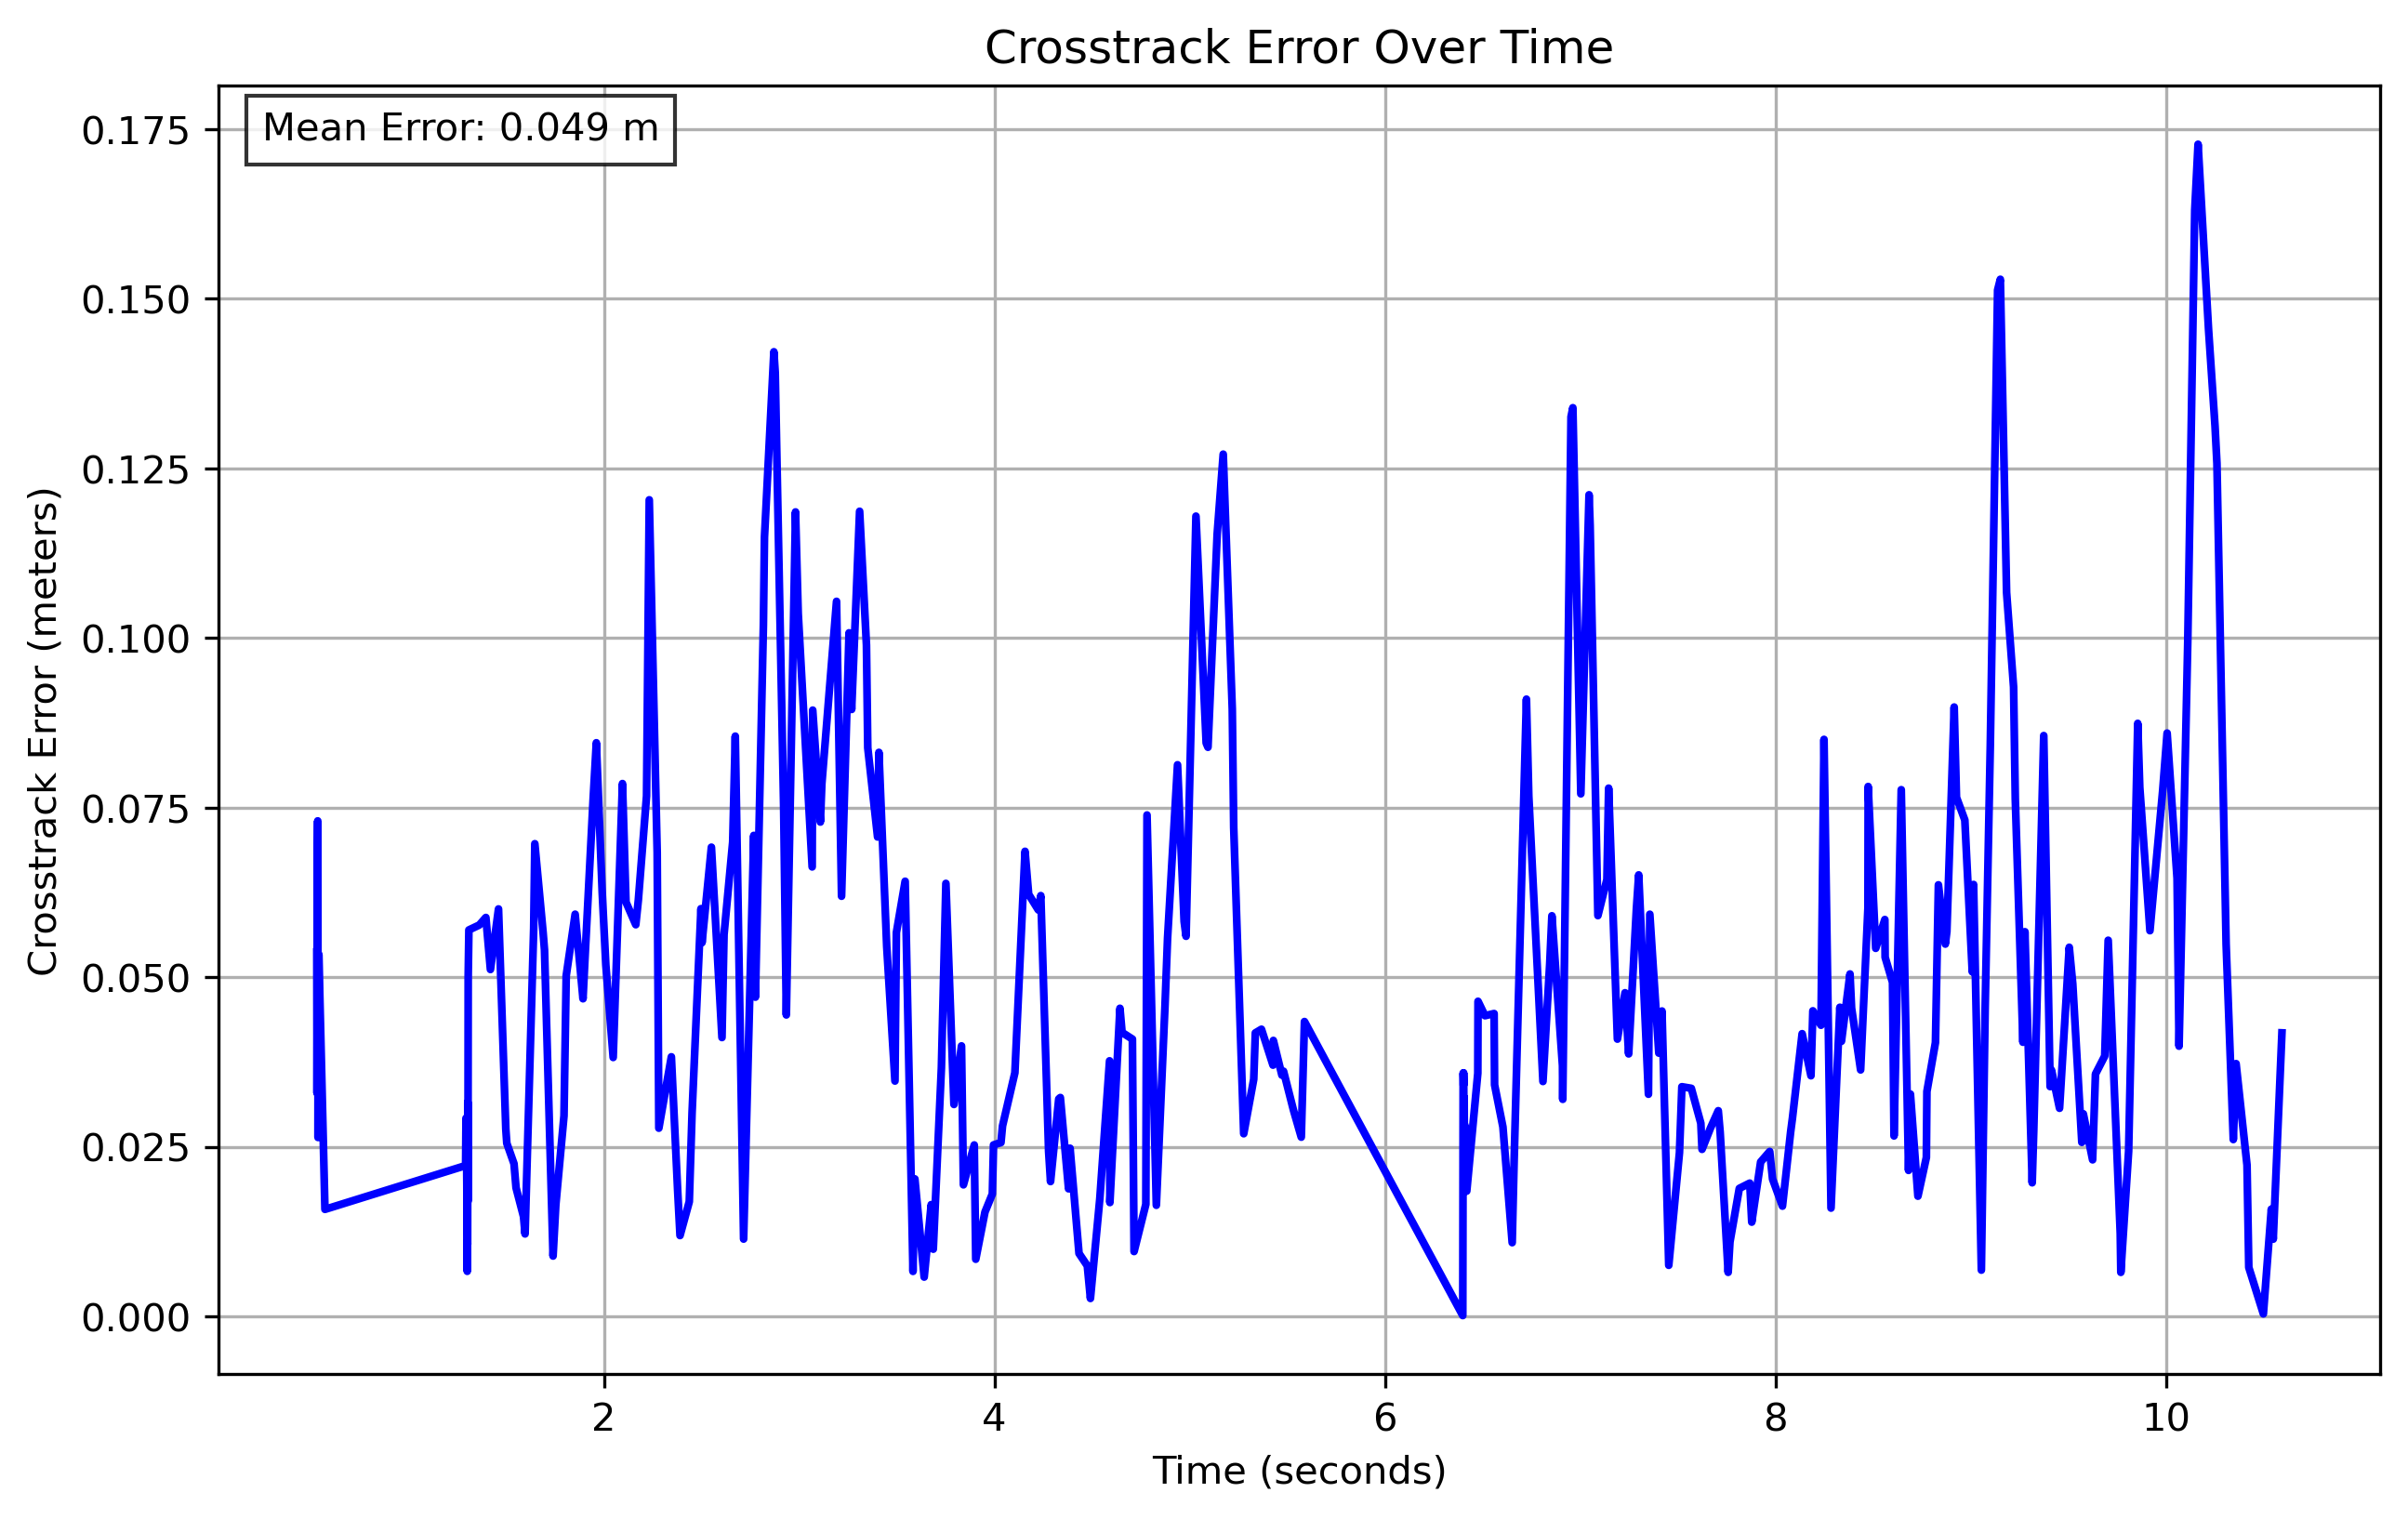 Crosstrack Error Over Time
Mean Error: 0.049 m
Crosstrack Error (meters)
0.175
0.150
0.125
0.100
0.075
0.050
0.025
0.000
2 4 6 8 10
Time (seconds)